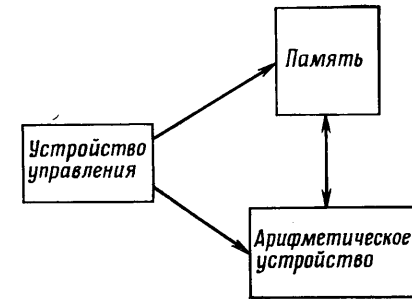 Память
Устройство
управления
Арифметическое
устройство